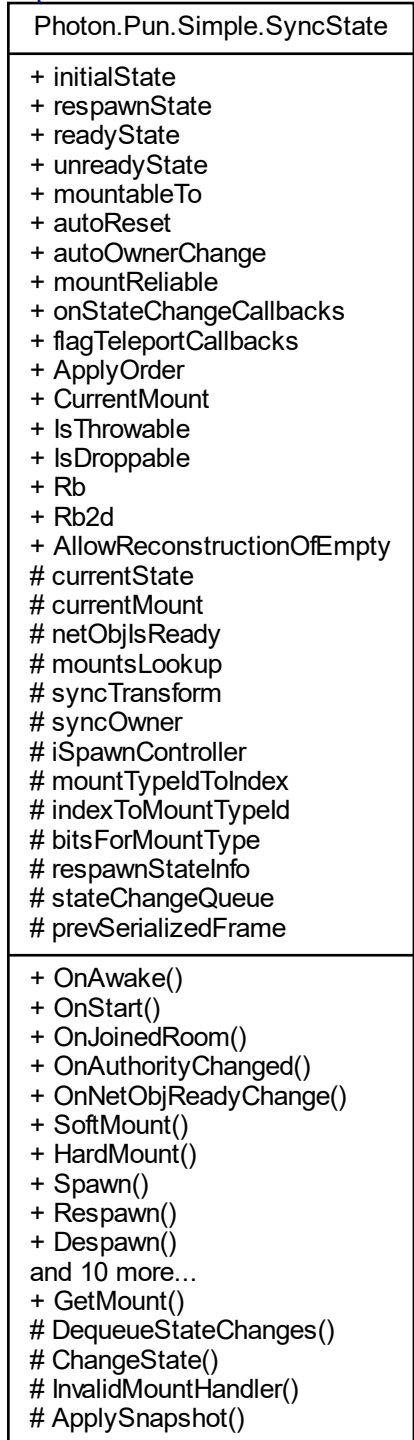 Photon.Pun.Simple.SyncState
+ initialState
+ respawnState
+ readyState
+ unreadyState
+ mountableTo
+ autoReset
+ autoOwnerChange
+ mountReliable
+ onStateChangeCallbacks
+ flagTeleportCallbacks
+ ApplyOrder
+ CurrentMount
+ IsThrowable
+ IsDroppable
+ Rb
+ Rb2d
+ AllowReconstructionOfEmpty
# currentState
# currentMount
# netObjIsReady
# mountsLookup
# syncTransform
# syncOwner
# iSpawnController
# mountTypeIdToIndex
# indexToMountTypeId
# bitsForMountType
# respawnStateInfo
# stateChangeQueue
# prevSerializedFrame
+ OnAwake()
+ OnStart()
+ OnJoinedRoom()
+ OnAuthorityChanged()
+ OnNetObjReadyChange()
+ SoftMount()
+ HardMount()
+ Spawn()
+ Respawn()
+ Despawn()
and 10 more...
+ GetMount()
# DequeueStateChanges()
# ChangeState()
# InvalidMountHandler()
# ApplySnapshot()